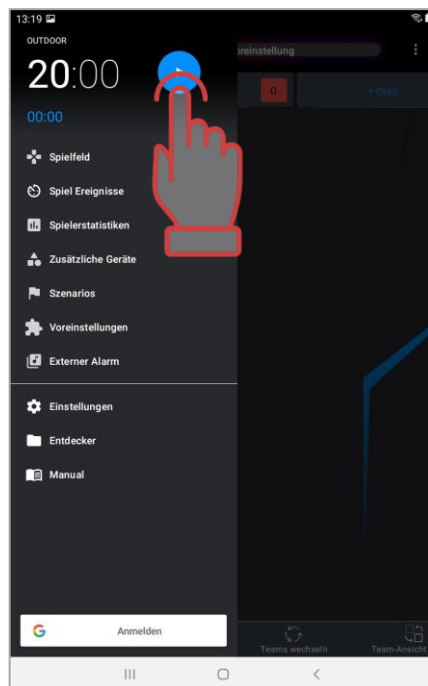 13:19
OUTDOOR
20:00
00:00
Spielfeld
Spiel Ereignisse
Spielerstatistiken
Zusätzliche Geräte
Szenarios
Voreinstellungen
Externer Alarm
Einstellungen
Entdecker
Manual
G Anmelden
oreinstellung
0
+ blau
Teams wechseln
Team-Ansicht